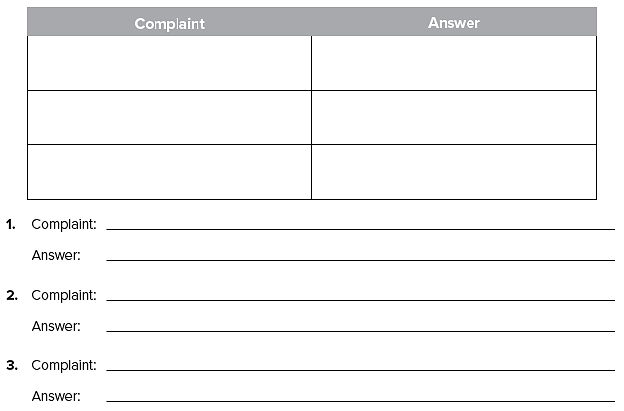 Complaint Answer
1. Complaint:
Answer:
2. Complaint:
Answer:
3. Complaint:
Answer: